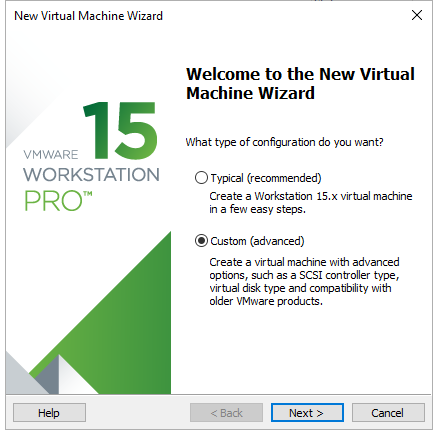 New Virtual Machine Wizard
Welcome to the New Virtual
Machine Wizard
15
VMWARE
WORKSTATION
PRO™
What type of configuration do you want?
Typical (recommended)
Create a Workstation 15.x virtual machine
in a few easy steps.
Custom (advanced)
Create a virtual machine with advanced
options, such as a SCSI controller type,
virtual disk type and compatibility with
older VMware products.
Help
< Back
Next >
Cancel